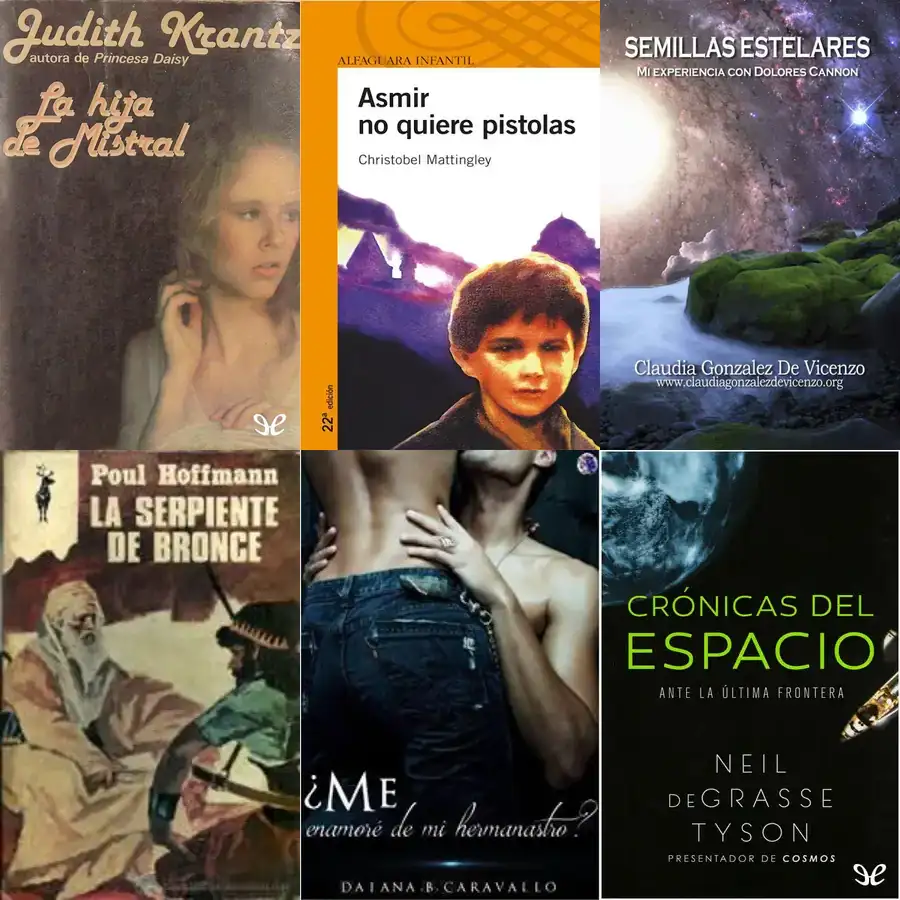 Judith Krantz
autora de Princesa Daisy
La hija
de Mistral
ALFAGUARA INFANTIL
Asmir
no quiere pistolas
Christobel Mattingley
22ª edición
SEMILLAS ESTELARES
MI EXPERIENCIA CON DOLORES CANNON
Claudia Gonzalez De Vicenzo
www.claudiagonzalezdevicenzo.org
Poul Hoffmann
LA SERPIENTE
DE BRONCE
¿ME
enamoré de mi hermanastro?
DAIANA B. CARAVALLO
CRÓNICAS DEL
ESPACIO
ANTE LA ÚLTIMA FRONTERA
NEIL
DEGRASSE
TYSON
PRESENTADOR DE COSMOS